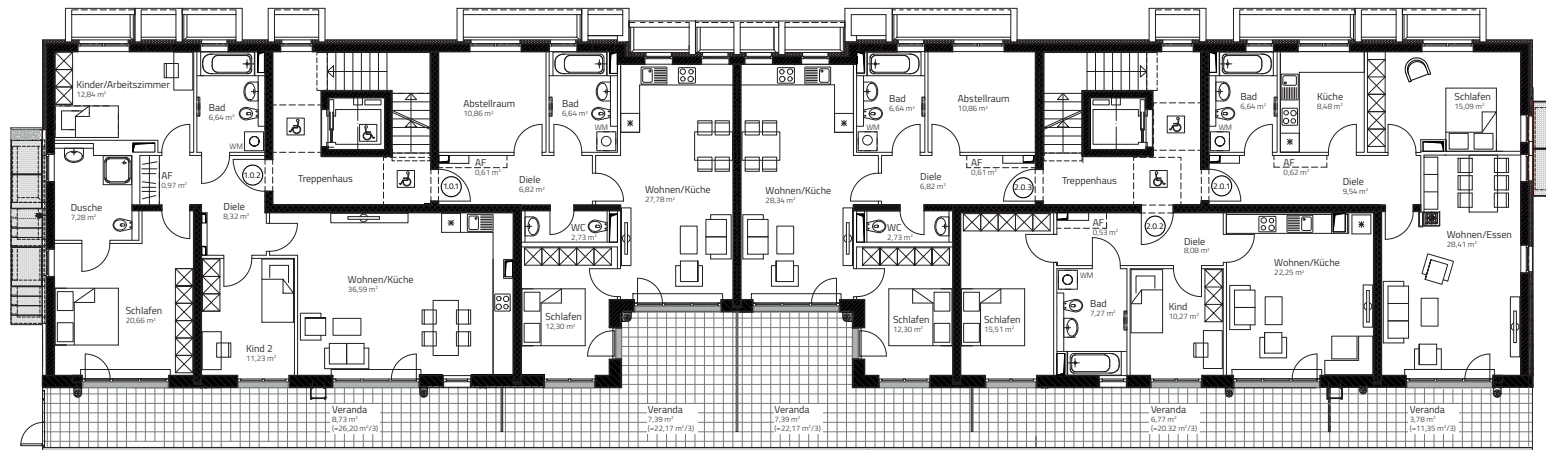 Kinder/Arbeitszimmer
12,84 m²
Bad
6,64 m²
WM
AF
0,97 m²
Dusche
7,28 m²
1.0.2
Diele
8,32 m²
Schlafen
20,66 m²
Kind 2
11,23 m²
Wohnen/Küche
36,59 m²
Treppenhaus
1.0.1
Abstellraum
10,86 m²
Bad
6,64 m²
WM
AF
0,61 m²
Diele
6,82 m²
WC
2,73 m²
Schlafen
12,30 m²
Wohnen/Küche
27,78 m²
Wohnen/Küche
28,34 m²
Bad
6,64 m²
WM
Abstellraum
10,86 m²
AF
0,61 m²
Diele
6,82 m²
2.0.3
WC
2,73 m²
Schlafen
12,30 m²
Treppenhaus
2.0.1
2.0.2
AF
0,53 m²
Diele
8,08 m²
Schlafen
15,51 m²
WM
Bad
7,27 m²
Kind
10,27 m²
Wohnen/Küche
22,25 m²
Bad
6,64 m²
WM
Küche
8,48 m²
AF
0,62 m²
Diele
9,54 m²
Schlafen
15,09 m²
Wohnen/Essen
28,41 m²
Veranda
8,73 m²
(=26,20 m²/3)
Veranda
7,39 m²
(=22,17 m²/3)
Veranda
7,39 m²
(=22,17 m²/3)
Veranda
6,77 m²
(=20.32 m²/3)
Veranda
3,78 m²
(=11,35 m²/3)